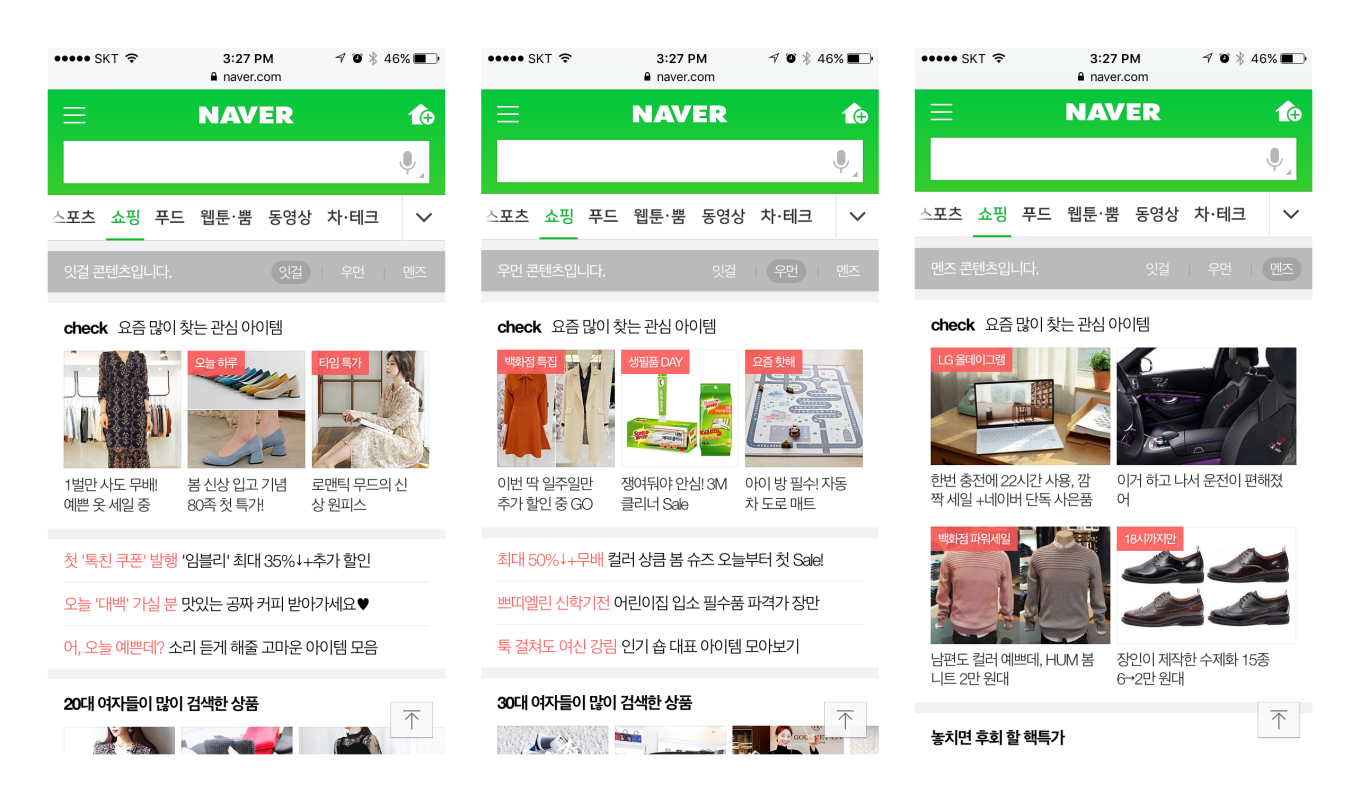 SKT 3:27 PM 46%
naver.com
NAVER
스포츠 쇼핑 푸드 웹툰·뿜 동영상 차·테크
잇걸 콘텐츠입니다. 잇걸 우먼 멘즈
check 요즘 많이 찾는 관심 아이템
오늘 하루
타임 특가
1벌만 사도 무배!
예쁜 옷 세일 중
봄 신상 입고 기념
80족 첫 특가!
로맨틱 무드의 신
상 원피스
첫 '톡친 쿠폰' 발행 '임블리' 최대 35%↓+추가 할인
오늘 '대백' 가실 분 맛있는 공짜 커피 받아가세요♥
어, 오늘 예쁜데? 소리 듣게 해줄 고마운 아이템 모음
20대 여자들이 많이 검색한 상품
SKT 3:27 PM 46%
naver.com
NAVER
스포츠 쇼핑 푸드 웹툰·뿜 동영상 차·테크
우먼 콘텐츠입니다. 잇걸 우먼 멘즈
check 요즘 많이 찾는 관심 아이템
백화점 특집
생필품 DAY
요즘 핫해
이번 딱 일주일만
추가 할인 중 GO
쟁여둬야 안심! 3M
클리너 Sale
아이 방 필수! 자동
차 도로 매트
최대 50%↓+무배 컬러 상큼 봄 슈즈 오늘부터 첫 Sale!
쁘띠엘린 신학기전 어린이집 입소 필수품 파격가 장만
툭 걸쳐도 여신 강림 인기 숍 대표 아이템 모아보기
30대 여자들이 많이 검색한 상품
SKT 3:27 PM 46%
naver.com
NAVER
스포츠 쇼핑 푸드 웹툰·뿜 동영상 차·테크
멘즈 콘텐츠입니다. 잇걸 우먼 멘즈
check 요즘 많이 찾는 관심 아이템
LG 올데이그램
한번 충전에 22시간 사용, 깜
짝 세일 +네이버 단독 사은품
이거 하고 나서 운전이 편해졌
어
백화점 파워세일
18시까지만
남편도 컬러 예쁘데, HUM 봄
니트 2만 원대
장인이 제작한 수제화 15종
6→2만 원대
놓치면 후회 할 핵특가